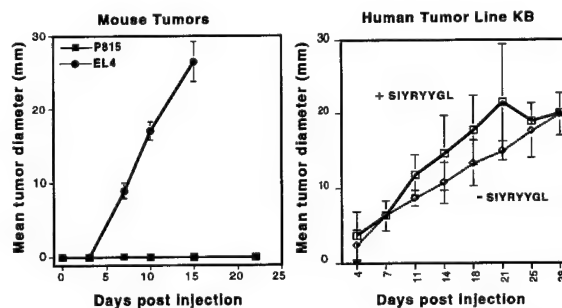 Mouse Tumors
P815
EL4
Mean tumor diameter (mm)
30
20
10
0
0 5 10 15 20 25
Days post injection
Human Tumor Line KB
+ SIYRYYGL
- SIYRYYGL
Mean tumor diameter (mm)
30
20
10
0
4 7 11 14 18 21 25 28
Days post injection